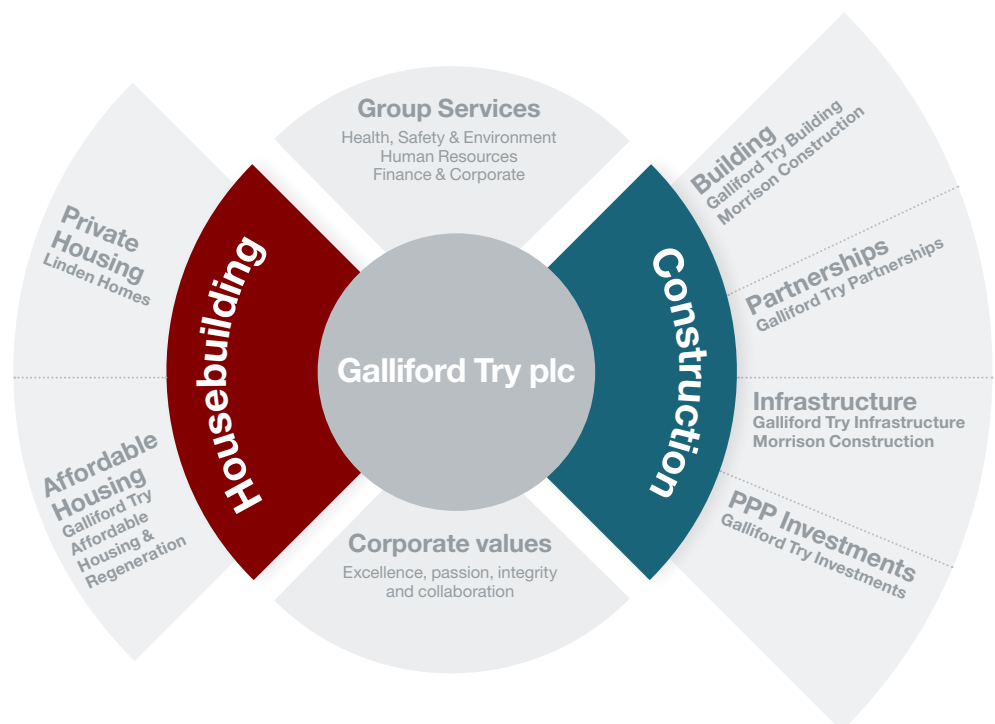 Group Services
Health, Safety & Environment
Human Resources
Finance & Corporate
Private
Housing
Linden Homes
Affordable
Housing
Galliford Try
Affordable
Housing &
Regeneration
Housebuilding
Galliford Try plc
Construction
Building
Galliford Try Building
Morrison Construction
Partnerships
Galliford Try Partnerships
Infrastructure
Galliford Try Infrastructure
Morrison Construction
PPP Investments
Galliford Try Investments
Corporate values
Excellence, passion, integrity
and collaboration